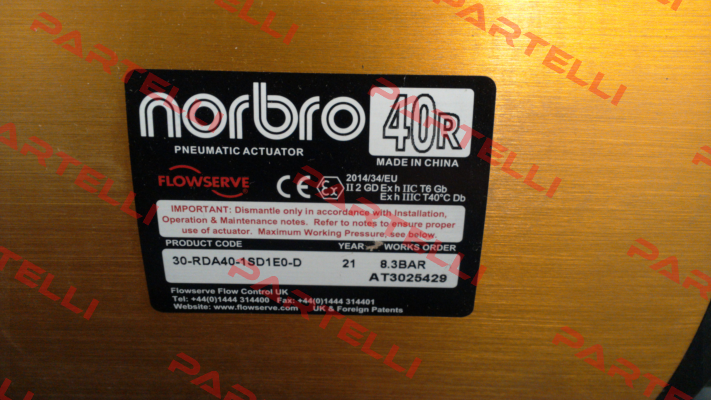 norbro 40R
PNEUMATIC ACTUATOR
MADE IN CHINA
FLOWSERVE
CE Ex
2014/34/EU
II 2 GD Ex h IIC T6 Gb
Ex h IIIC T40°C Db
IMPORTANT: Dismantle only in accordance with Installation,
Operation & Maintenance notes. Refer to notes to ensure proper
use of actuator. Maximum Working Pressure; see below.
PRODUCT CODE YEAR WORKS ORDER
30-RDA40-1SD1E0-D 21 8.3BAR
AT3025429
Flowserve Flow Control UK
Tel: +44(0)1444 314400 Fax: +44(0)1444 314401
Website: www.flowserve.com UK & Foreign Patents
PARTELLI
PARTELLI
PARTELLI
PARTELLI
PARTELLI
PARTELLI
PARTELLI
PARTELLI